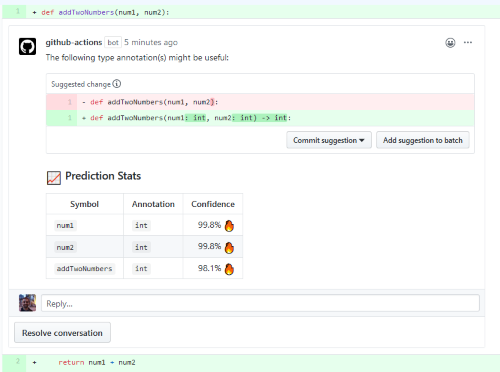 1 + def addTwoNumbers(num1, num2):
github-actions bot 5 minutes ago
The following type annotation(s) might be useful:
Suggested change
1 - def addTwoNumbers(num1, num2):
1 + def addTwoNumbers(num1: int, num2: int) -> int:
Commit suggestion Add suggestion to batch
Prediction Stats
Symbol Annotation Confidence
num1 int 99.8%
num2 int 99.8%
addTwoNumbers int 98.1%
Reply...
Resolve conversation
2 + return num1 + num2